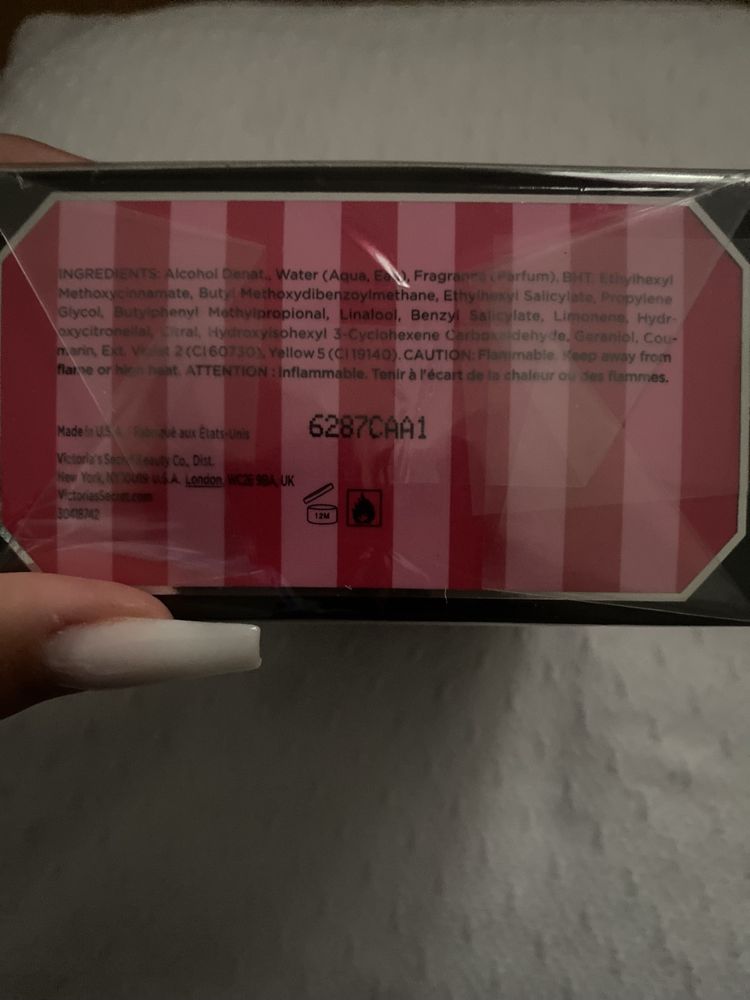 INGREDIENTS: Alcohol Denat., Water (Aqua, Eau), Fragrance (Parfum), BHT, Ethylhexyl
Methoxycinnamate, Butyl Methoxydibenzoylmethane, Ethylhexyl Salicylate, Propylene
Glycol, Butylphenyl Methylpropional, Linalool, Benzyl Salicylate, Limonene, Hydr-
oxycitronellal, Citral, Hydroxyisohexyl 3-Cyclohexene Carboxaldehyde, Geraniol, Cou-
marin, Ext. Violet 2 (CI 60730), Yellow 5 (CI 19140). CAUTION: Flammable. Keep away from
flame or high heat. ATTENTION : Inflammable. Tenir à l'écart de la chaleur ou des flammes.
6287CAA1
Made in U.S.A. Fabriqué aux États-Unis
Victoria's Secret Beauty Co., Dist.
New York, NY U.S.A. London, UK
VictoriasSecret.com
30418742
12M